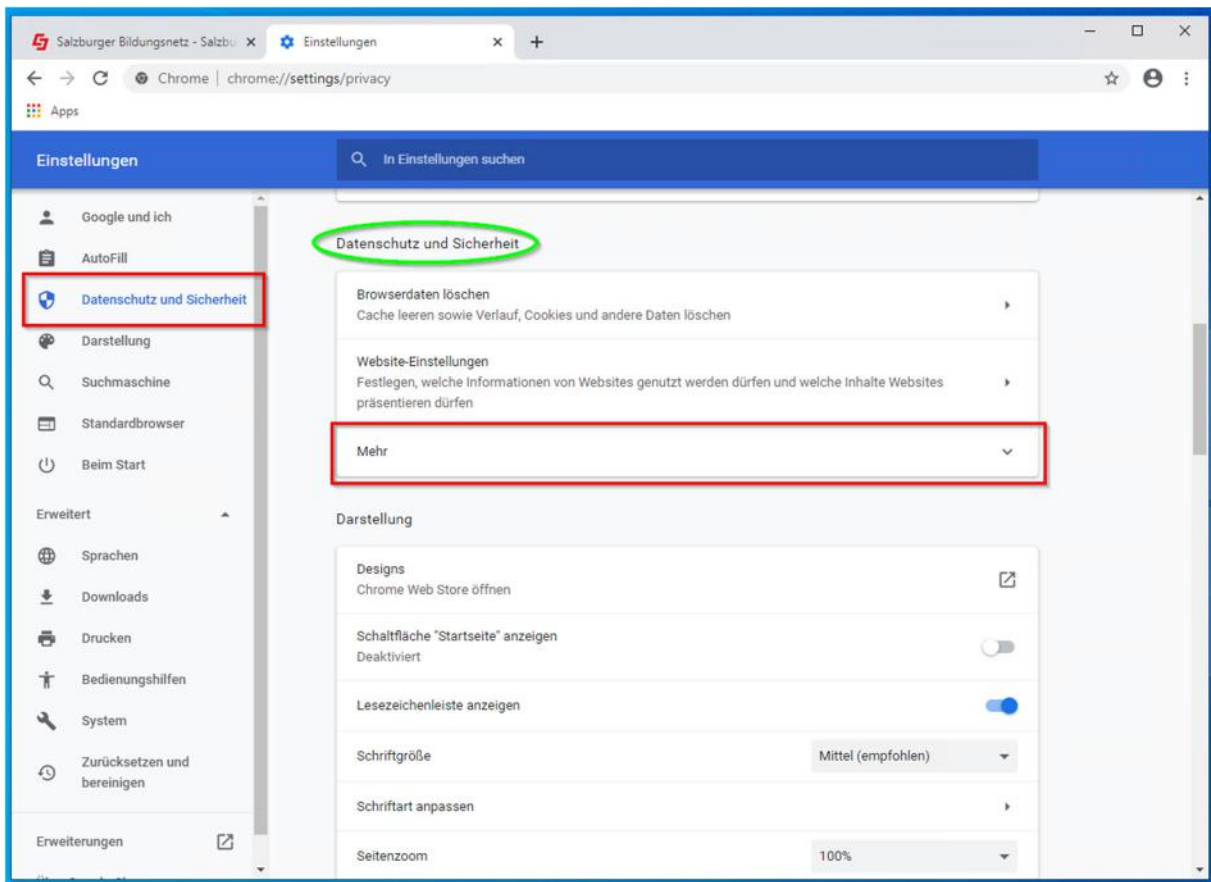 Salzburger Bildungsnetz - Salzbu
Einstellungen
Chrome | chrome://settings/privacy
Apps
Einstellungen
In Einstellungen suchen
Google und ich
AutoFill
Datenschutz und Sicherheit
Darstellung
Suchmaschine
Standardbrowser
Beim Start
Erweitert
Sprachen
Downloads
Drucken
Bedienungshilfen
System
Zurücksetzen und
bereinigen
Erweiterungen
Datenschutz und Sicherheit
Browserdaten löschen
Cache leeren sowie Verlauf, Cookies und andere Daten löschen
Website-Einstellungen
Festlegen, welche Informationen von Websites genutzt werden dürfen und welche Inhalte Websites
präsentieren dürfen
Mehr
Darstellung
Designs
Chrome Web Store öffnen
Schaltfläche "Startseite" anzeigen
Deaktiviert
Lesezeichenleiste anzeigen
Schriftgröße
Mittel (empfohlen)
Schriftart anpassen
Seitenzoom
100%